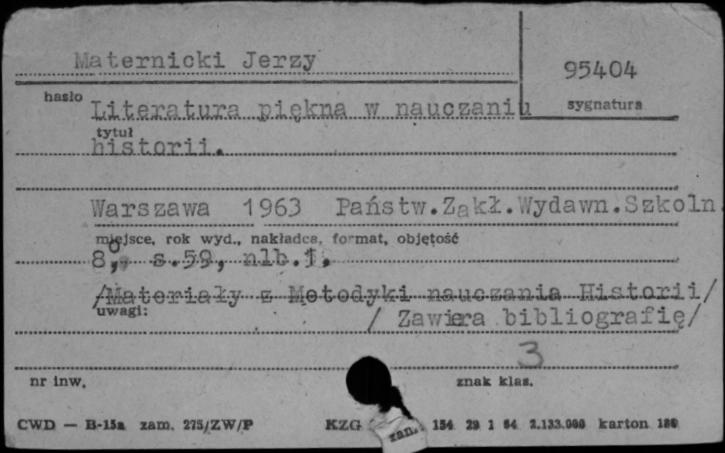 Maternicki Jerzy
95404
hasło
sygnatura
Literatura piękna w nauczaniu
tytuł
historii.
Warszawa 1963 Państw.Zakł.Wydawn.Szkoln.
miejsce, rok wyd., nakładca, format, objętość
8°, s.59, nlb.1.
/Materiały z Metodyki nauczania Historii/
uwagi:
/ Zawiera bibliografię/
3
nr inw.
znak klas.
CWD — B-15a zam. 275/ZW/P KZG zam. 154 29 1 64 2.133.000 karton